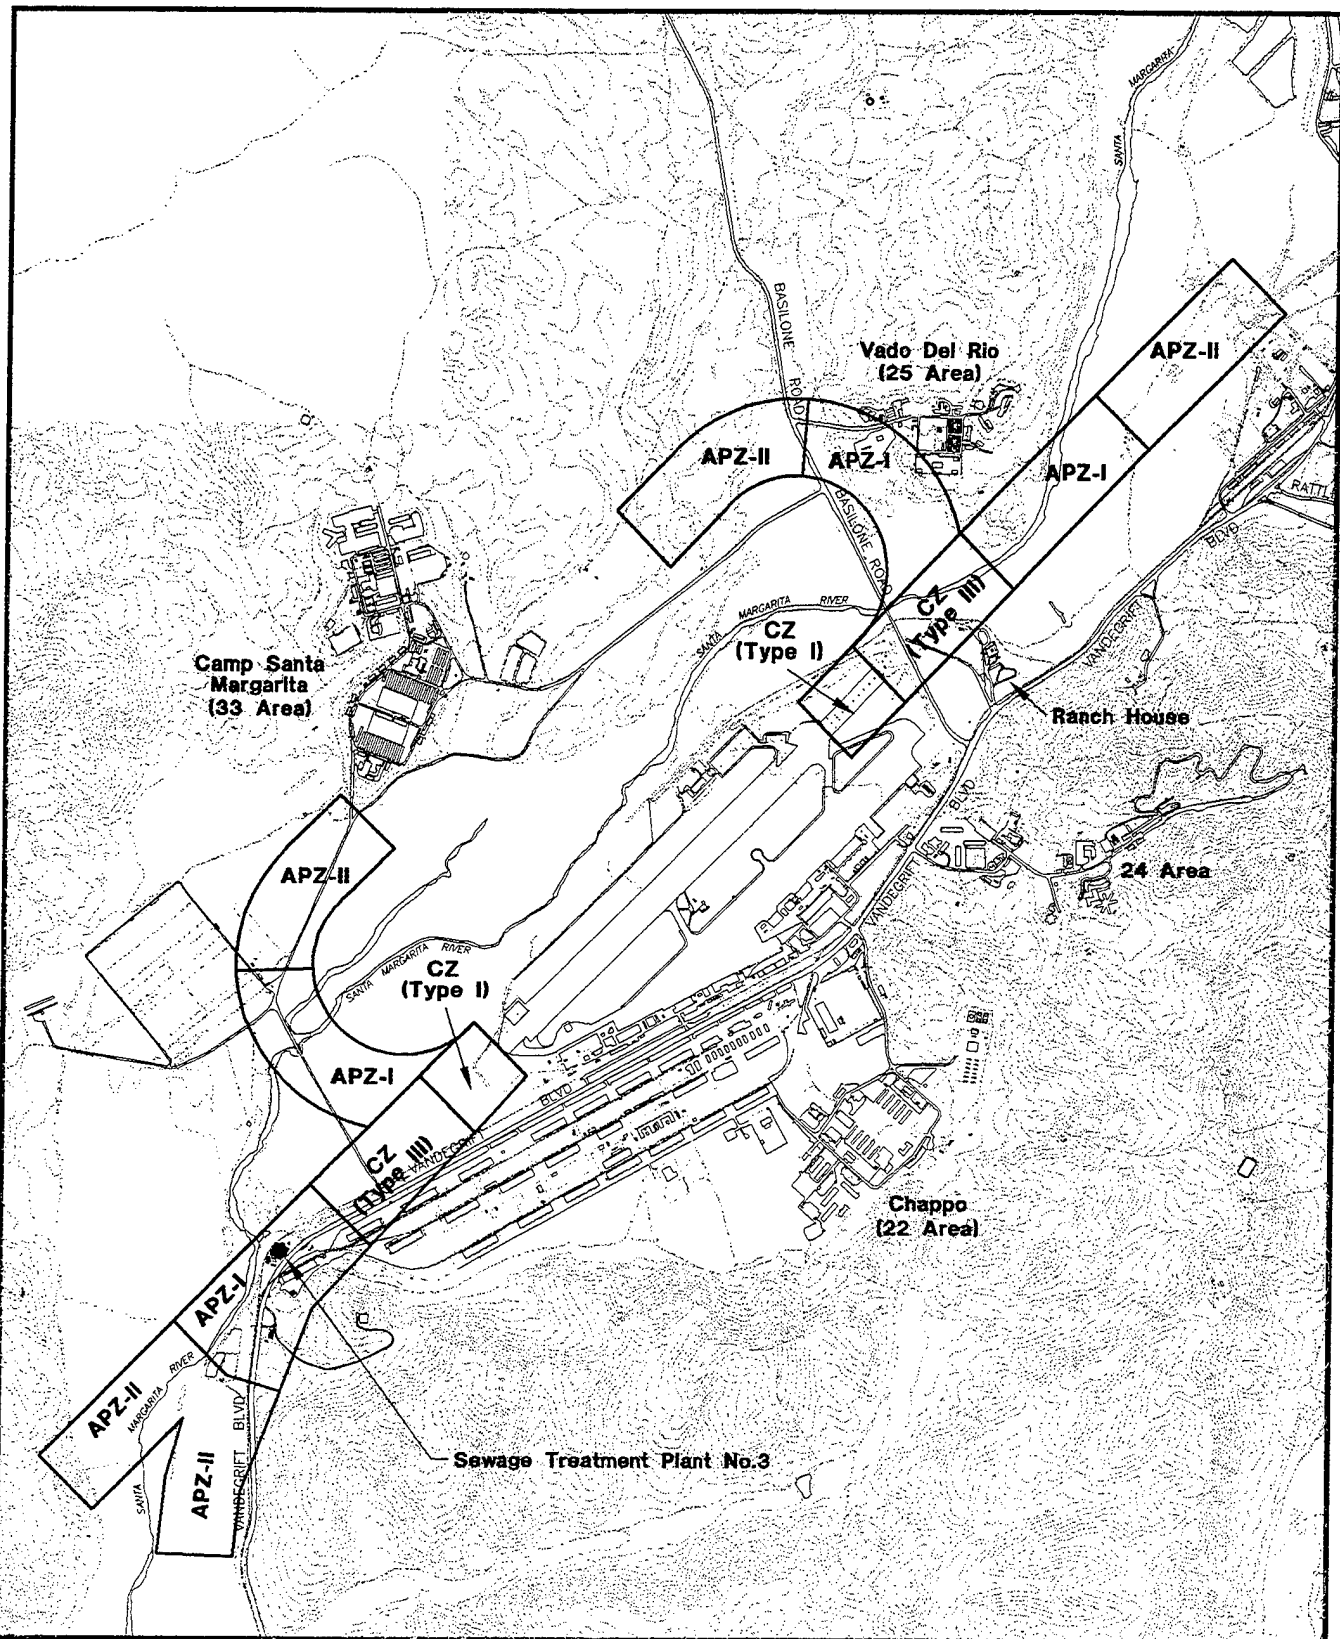 MARGARITA
SANTA
BASILONE
ROAD
Vado Del Rio
(25 Area)
APZ-II
APZ-II
APZ-I
APZ-I
BASILONE ROAD
BLVD
VANDEGRIFT
CZ
(Type III)
SANTA
MARGARITA
RIVER
CZ
(Type I)
Camp Santa
Margarita
(33 Area)
Ranch House
BLVD
VANDEGRIFT
24 Area
APZ-II
SANTA
MARGARITA
RIVER
CZ
(Type I)
APZ-I
BLVD
VANDEGRIFT
CZ
(Type III)
Chappo
(22 Area)
APZ-I
APZ-II
SANTA
MARGARITA
RIVER
APZ-II
VANDEGRIFT
BLVD
Sewage Treatment Plant No.3